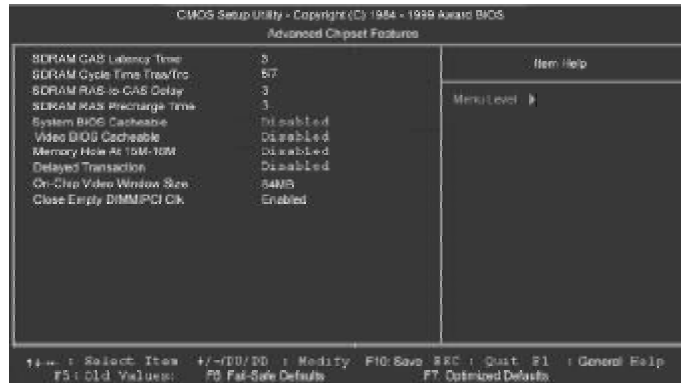 CMOS Setup Utility - Copyright (C) 1984 - 1999 Award BIOS
Advanced Chipset Features
SDRAM CAS Latency Time 3
SDRAM Cycle Time Tras/Trc 5/7
SDRAM RAS-to-CAS Delay 3
SDRAM RAS Precharge Time 3
System BIOS Cacheable Disabled
Video BIOS Cacheable Disabled
Memory Hole At 15M-16M Disabled
Delayed Transaction Disabled
On-Chip Video Window Size 64MB
Close Empty DIMM/PCI Clk Enabled
Item Help
Menu Level
: Select Item +/-/PU/PD : Modify F10: Save ESC : Quit F1 : General Help
F5: Old Values: F6: Fail-Safe Defaults F7: Optimized Defaults